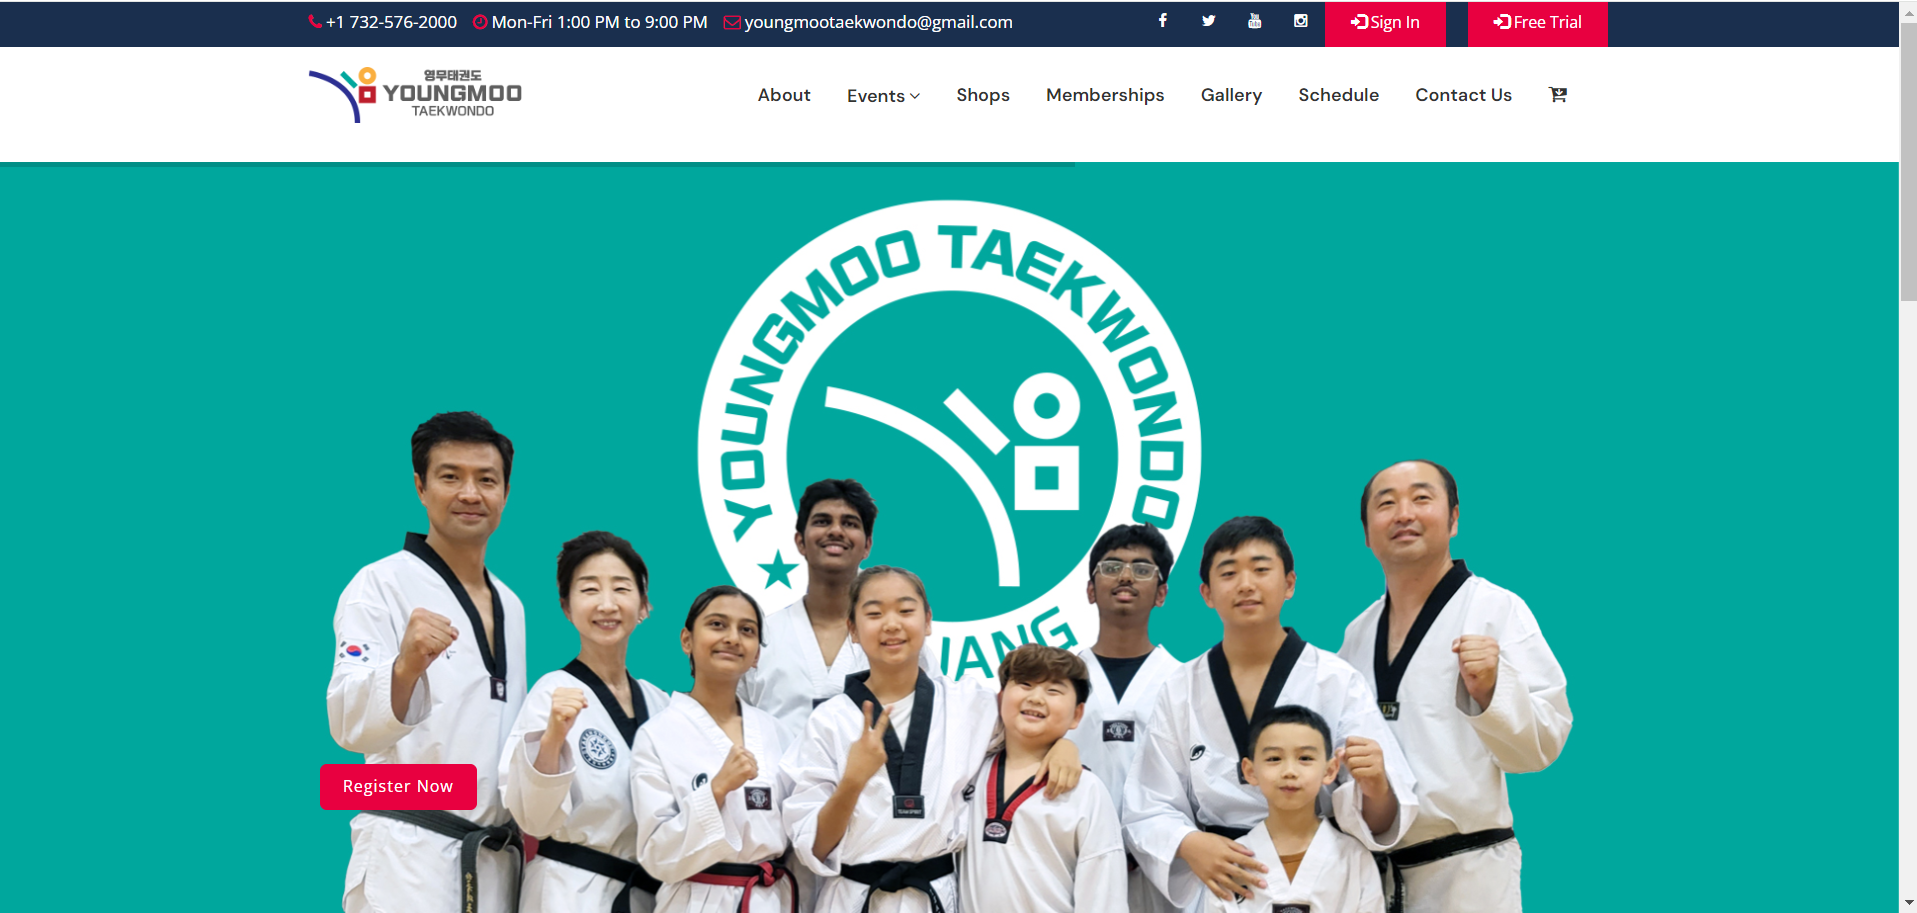 +1 732-576-2000 Mon-Fri 1:00 PM to 9:00 PM youngmootaekwondo@gmail.com Sign In Free Trial
영무태권도
YOUNGMOO
TAEKWONDO
About Events Shops Memberships Gallery Schedule Contact Us
YOUNGMOO TAEKWONDO
JANG
Register Now